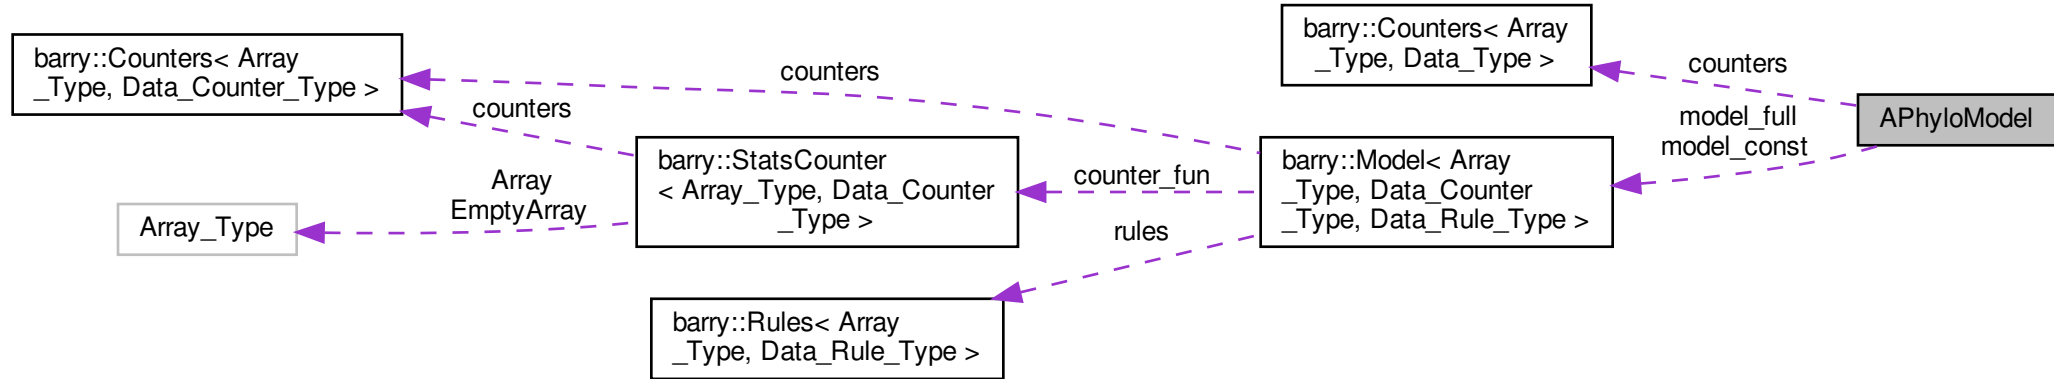 barry::Counters< Array
_Type, Data_Counter_Type >
counters
counters
Array
EmptyArray
Array_Type
barry::StatsCounter
< Array_Type, Data_Counter
_Type >
counter_fun
rules
barry::Rules< Array
_Type, Data_Rule_Type >
barry::Counters< Array
_Type, Data_Type >
barry::Model< Array
_Type, Data_Counter
_Type, Data_Rule_Type >
counters
model_full
model_const
APhyloModel